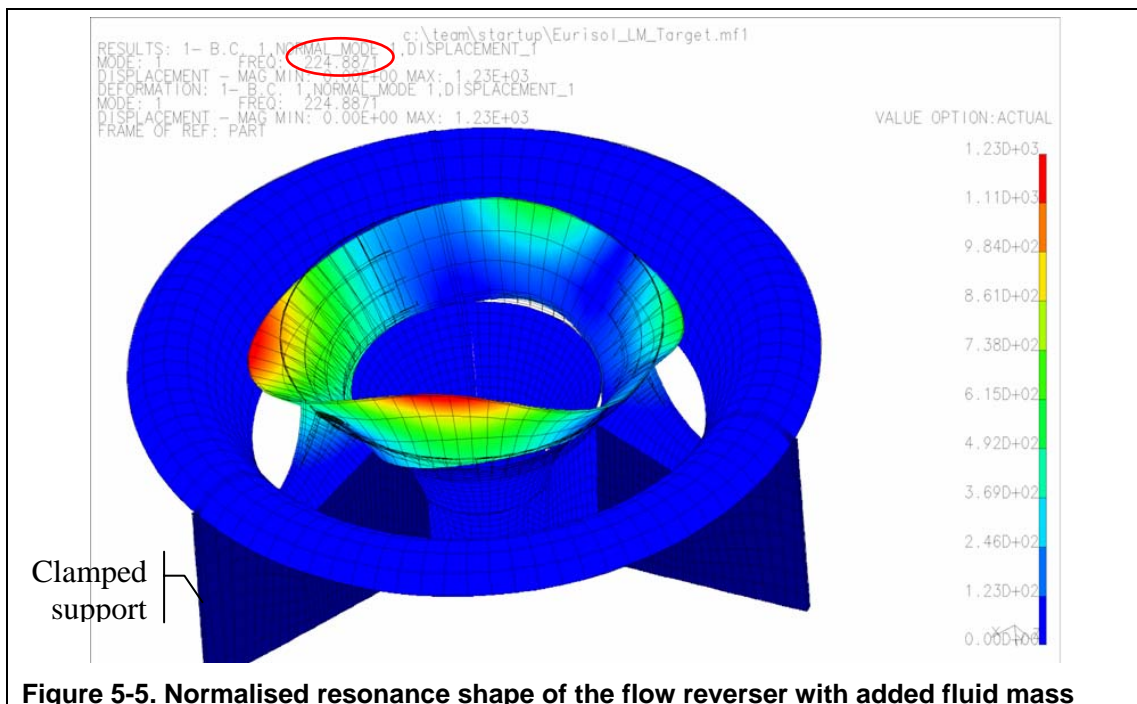 c:\team\startup\Eurisol_LM_Target.mf1
RESULTS: 1- B.C. 1,NORMAL_MODE 1,DISPLACEMENT_1
MODE: 1 FREQ: 224.8871
DISPLACEMENT - MAG MIN: 0.00E+00 MAX: 1.23E+03
DEFORMATION: 1- B.C. 1,NORMAL_MODE 1,DISPLACEMENT_1
MODE: 1 FREQ: 224.8871
DISPLACEMENT - MAG MIN: 0.00E+00 MAX: 1.23E+03
FRAME OF REF: PART
VALUE OPTION:ACTUAL
1.23D+03
1.11D+03
9.84D+02
8.61D+02
7.38D+02
6.15D+02
4.92D+02
3.69D+02
2.46D+02
1.23D+02
0.00D+00
Clamped
support
Figure 5-5. Normalised resonance shape of the flow reverser with added fluid mass